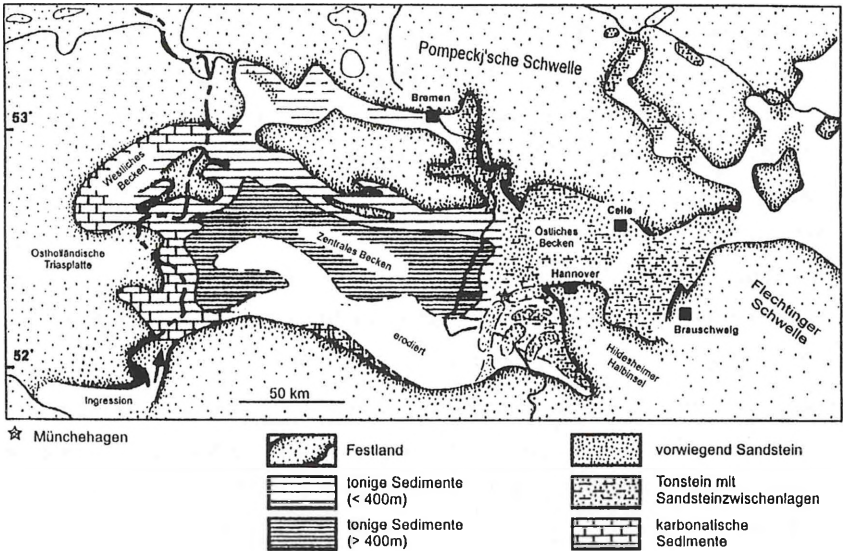 Pompeckj'sche Schwelle
Bremen
53°
Westliches
Becken
Ostholländische
Triasplatte
Zentrales Becken
Östliches
Becken
Celle
Hannover
Brauschweig
Flechtinger
Schwelle
Hildesheimer
Halbinsel
erodiert
52°
Ingression
50 km
Münchehagen
Festland
tonige Sedimente
(< 400m)
tonige Sedimente
(> 400m)
vorwiegend Sandstein
Tonstein mit
Sandsteinzwischenlagen
karbonatische
Sedimente